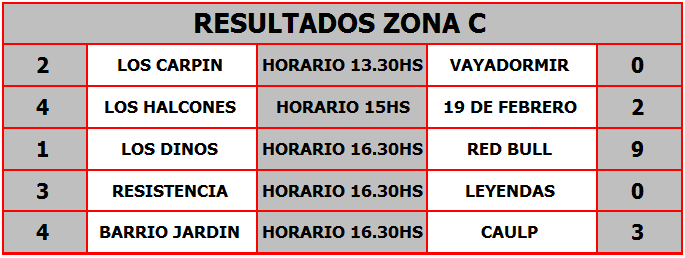 RESULTADOS ZONA C
2 LOS CARPIN HORARIO 13.30HS VAYADORMIR 0
4 LOS HALCONES HORARIO 15HS 19 DE FEBRERO 2
1 LOS DINOS HORARIO 16.30HS RED BULL 9
3 RESISTENCIA HORARIO 16.30HS LEYENDAS 0
4 BARRIO JARDIN HORARIO 16.30HS CAULP 3